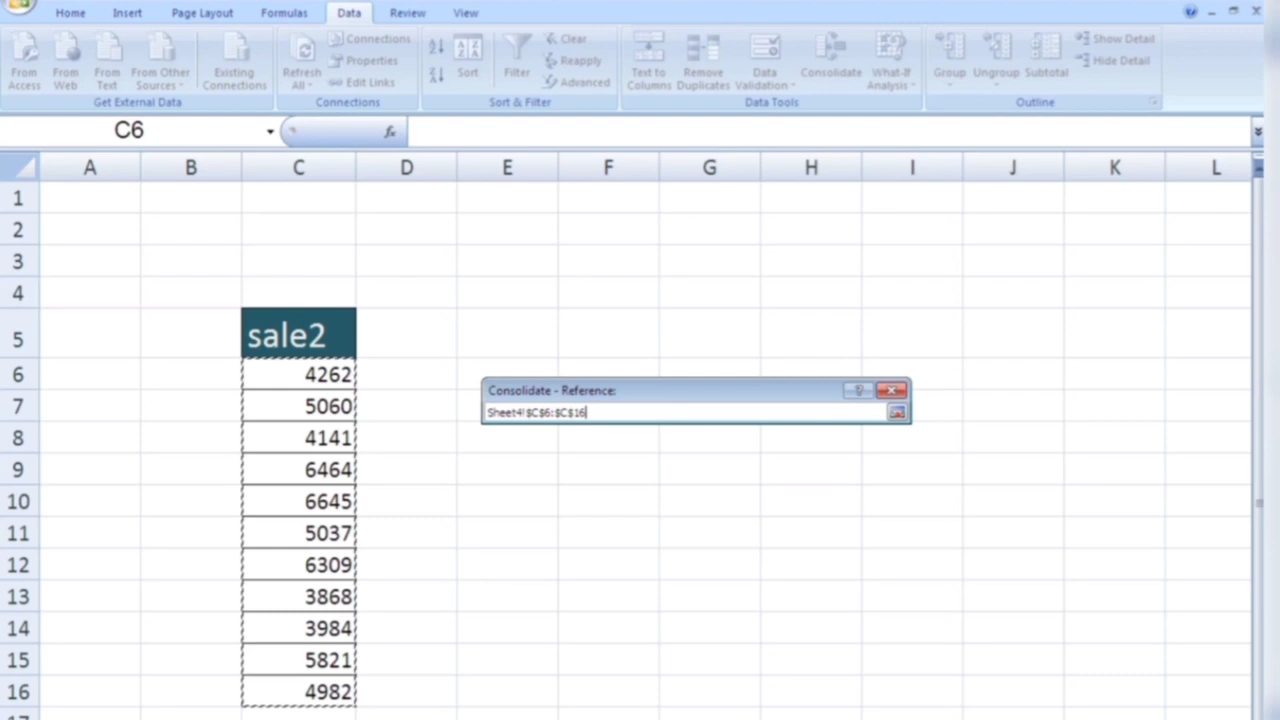 Home Insert Page Layout Formulas Data Review View
From Access
From Web
From Text
From Other Sources
Existing Connections
Get External Data
Refresh All
Connections
Properties
Edit Links
Connections
Sort
Filter
Clear
Reapply
Advanced
Sort & Filter
Text to Columns
Remove Duplicates
Data Validation
Consolidate
What-If Analysis
Data Tools
Group
Ungroup
Subtotal
Show Detail
Hide Detail
Outline
C6 fx
A B C D E F G H I J K L
1
2
3
4
5 sale2
6 4262
7 5060
8 4141
9 6464
10 6645
11 5037
12 6309
13 3868
14 3984
15 5821
16 4982
17
Consolidate - Reference:
Sheet4!$C$6:$C$16